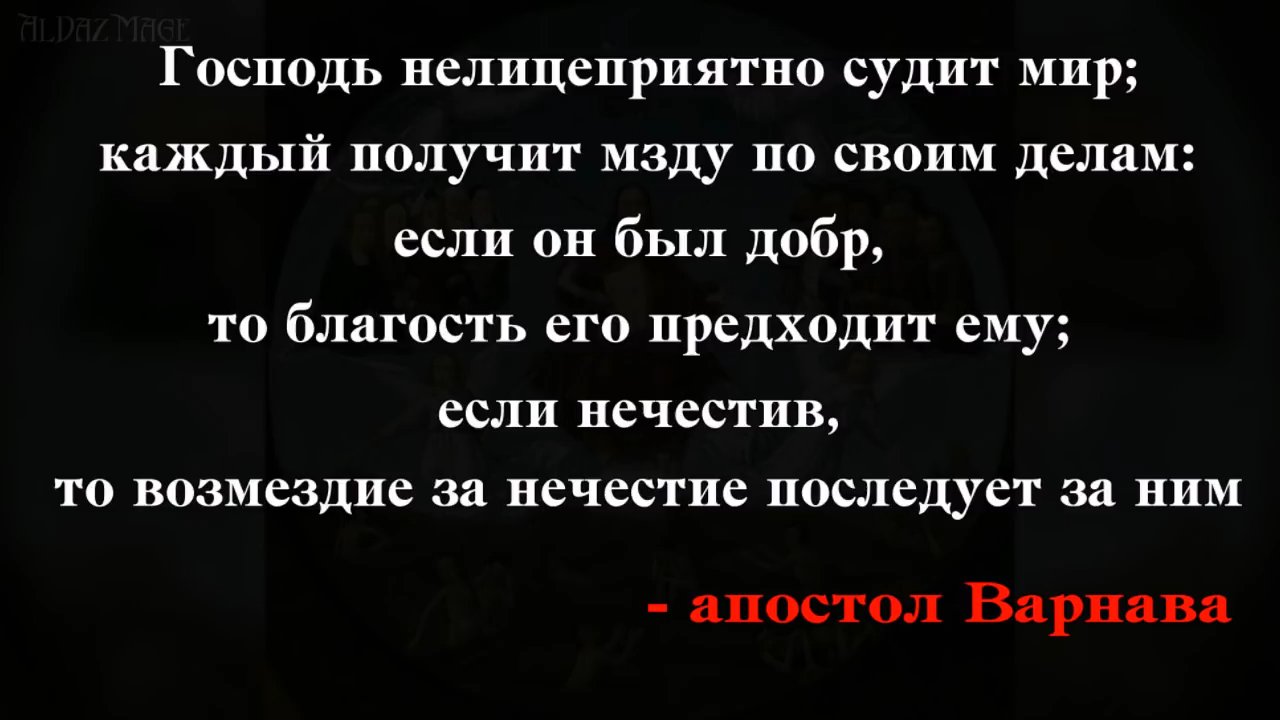 ALDAZ MAGE
Господь нелицеприятно судит мир;
каждый получит мзду по своим делам:
если он был добр,
то благость его предходит ему;
если нечестив,
то возмездие за нечестие последует за ним
- апостол Варнава